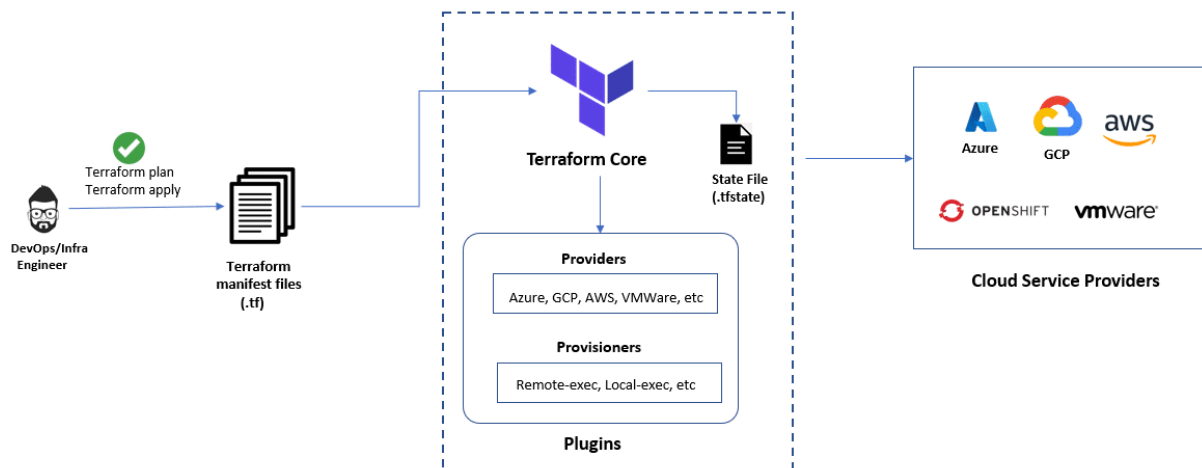 Terraform plan
Terraform apply
DevOps/Infra
Engineer
Terraform
manifest files
(.tf)
Terraform Core
State File
(.tfstate)
Providers
Azure, GCP, AWS, VMWare, etc
Provisioners
Remote-exec, Local-exec, etc
Plugins
Azure
GCP
aws
OPENSHIFT
vmware®
Cloud Service Providers